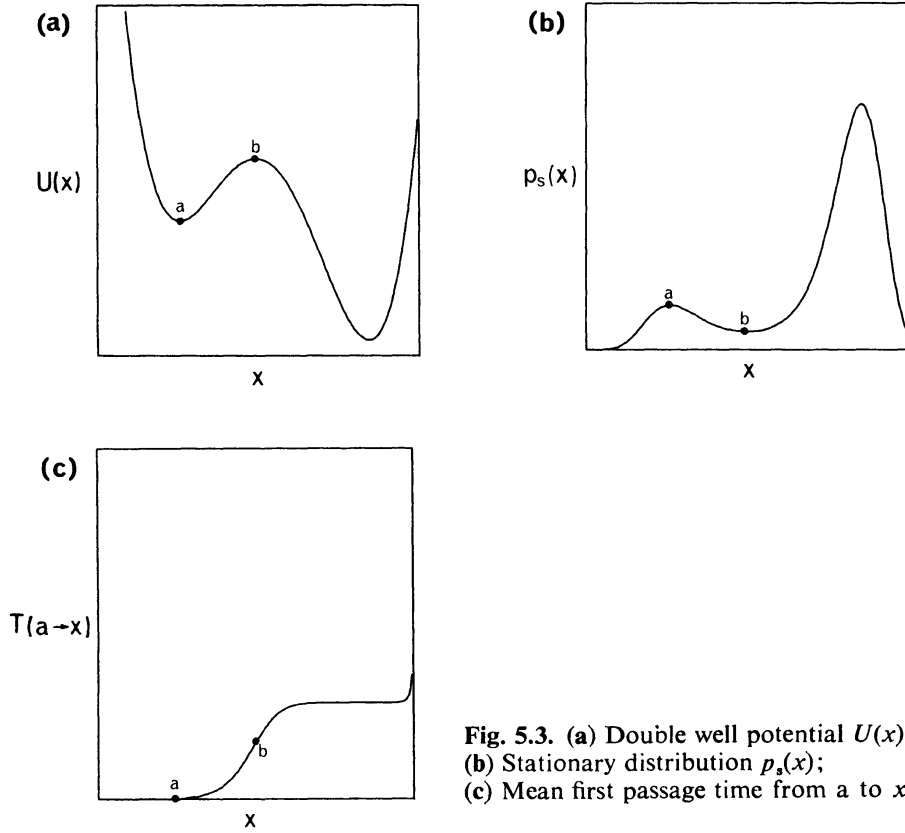 (a)
U(x)
a
b
x
(b)
pₛ(x)
a
b
x
(c)
T(a→x)
a
b
x
Fig. 5.3. (a) Double well potential U(x)
(b) Stationary distribution pₛ(x);
(c) Mean first passage time from a to x